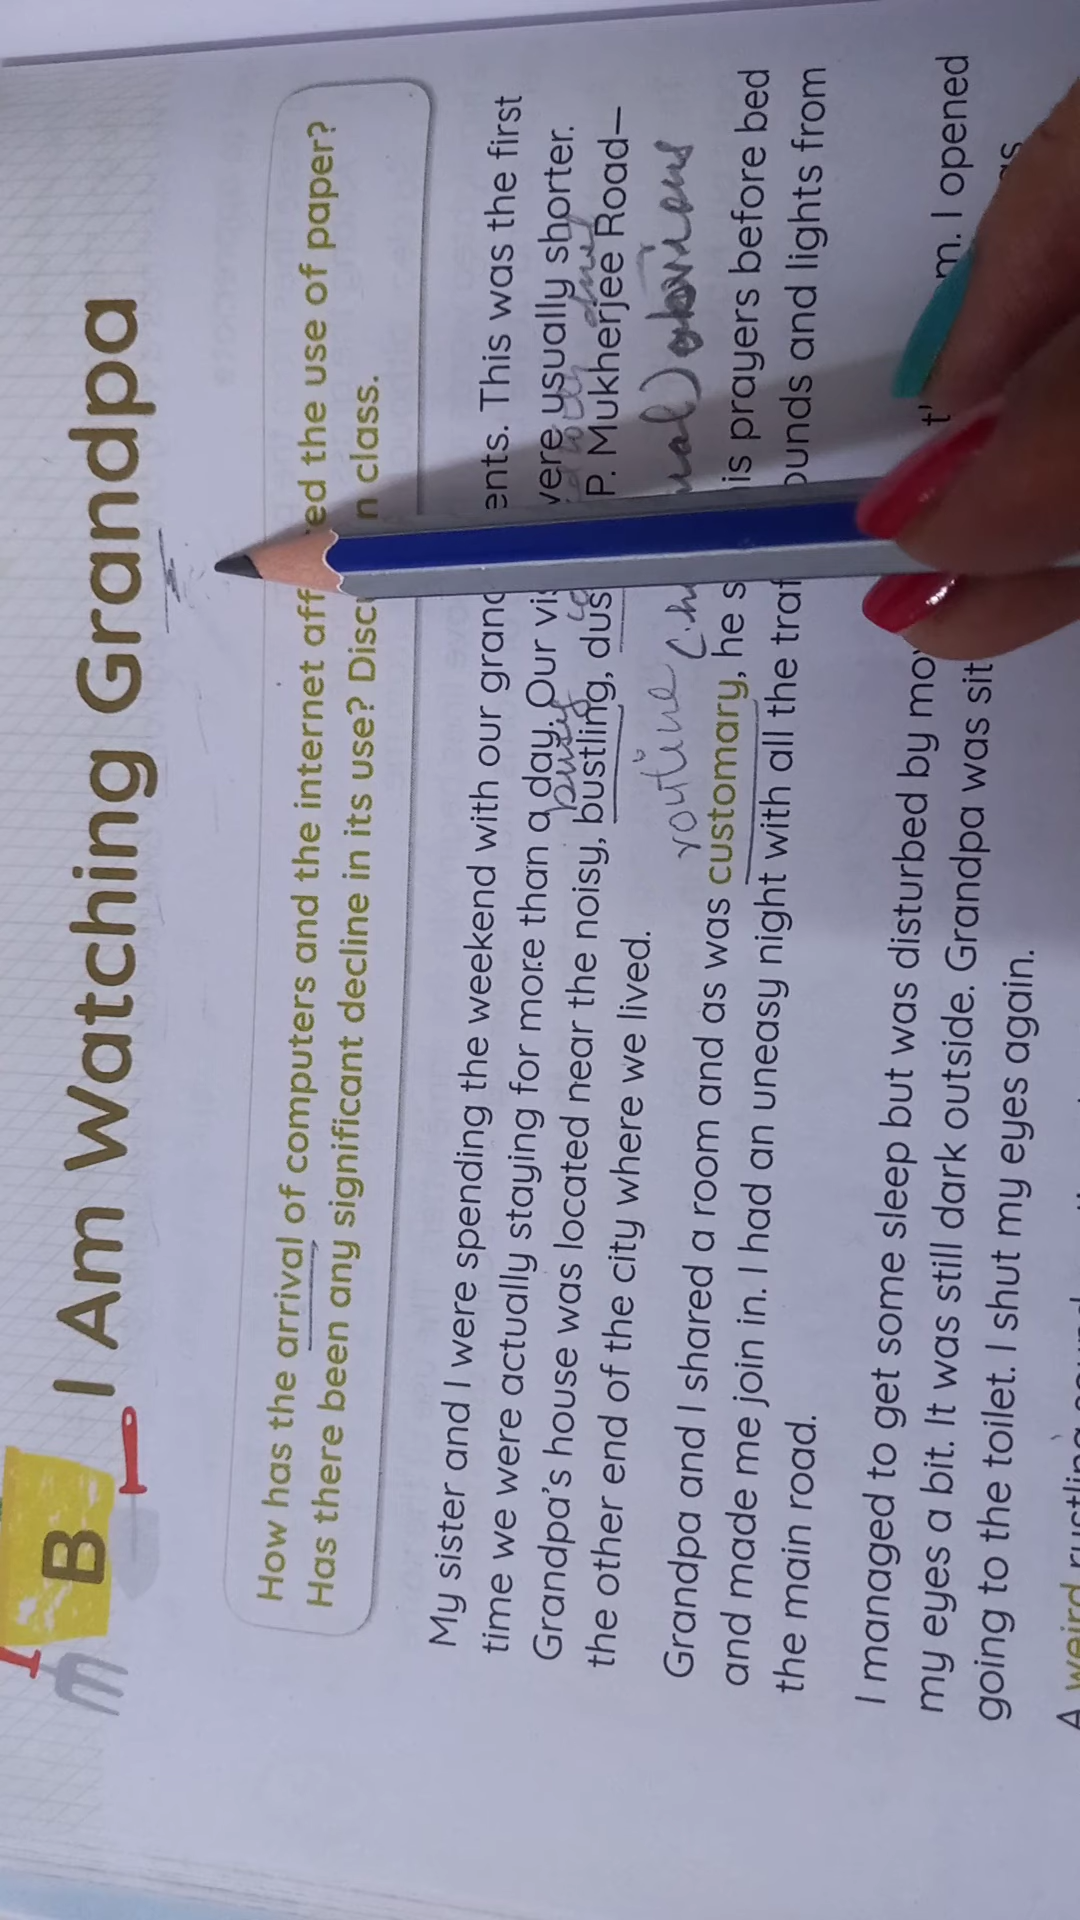 B
I Am Watching Grandpa
How has the arrival of computers and the internet aff ed the use of paper?
Has there been any significant decline in its use? Disc n class.
My sister and I were spending the weekend with our grand ents. This was the first
time we were actually staying for more than a day. Our vi were usually shorter.
busy
Grandpa's house was located near the noisy, bustling, dus P. Mukherjee Road—
the other end of the city where we lived.
routine
Grandpa and I shared a room and as was customary, he s is prayers before bed
and made me join in. I had an uneasy night with all the traf ounds and lights from
the main road.
I managed to get some sleep but was disturbed by mo m. I opened
my eyes a bit. It was still dark outside. Grandpa was sit
going to the toilet. I shut my eyes again.
A weird rustling